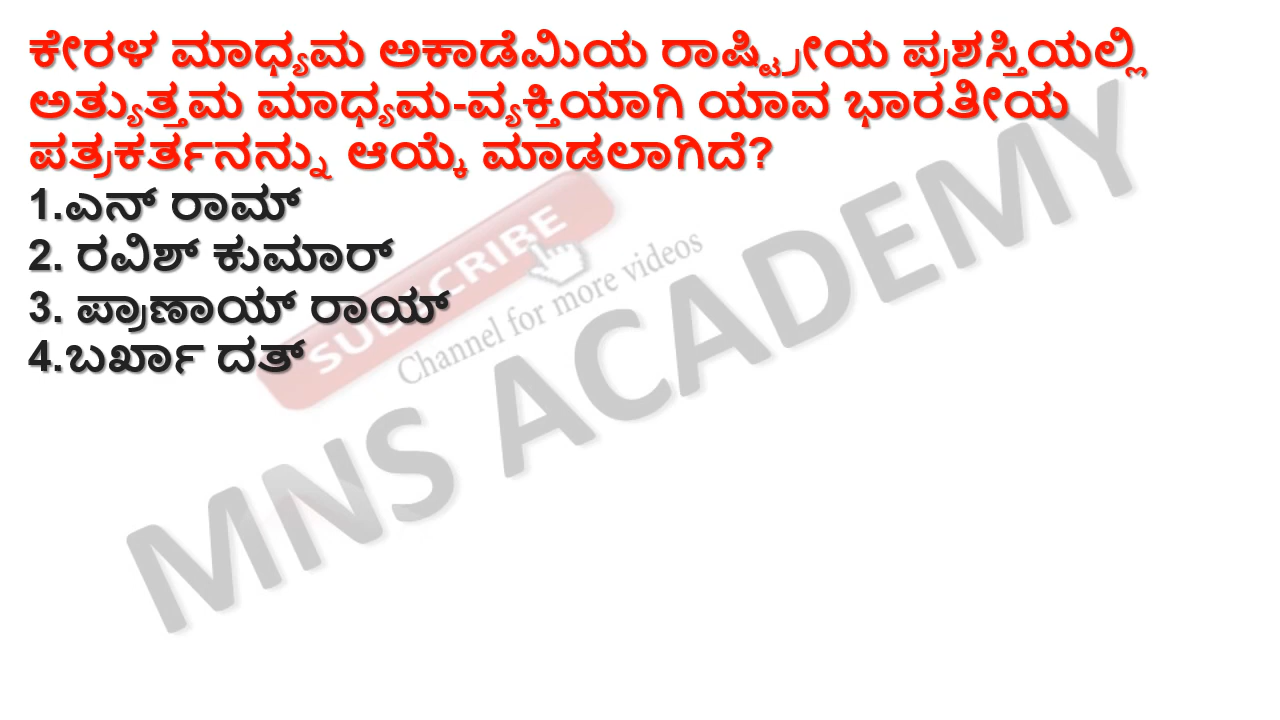 ಕೇರಳ ಮಾಧ್ಯಮ ಅಕಾಡೆಮಿಯ ರಾಷ್ಟ್ರೀಯ ಪ್ರಶಸ್ತಿಯಲ್ಲಿ
ಅತ್ಯುತ್ತಮ ಮಾಧ್ಯಮ-ವ್ಯಕ್ತಿಯಾಗಿ ಯಾವ ಭಾರತೀಯ
ಪತ್ರಕರ್ತನನ್ನು ಆಯ್ಕೆ ಮಾಡಲಾಗಿದೆ?
1.ಎನ್ ರಾಮ್
2. ರವಿಶ್ ಕುಮಾರ್
3. ಪ್ರಾಣಾಯ್ ರಾಯ್
4.ಬರ್ಖಾ ದತ್
SUBSCRIBE
Channel for more videos
MNS ACADEMY